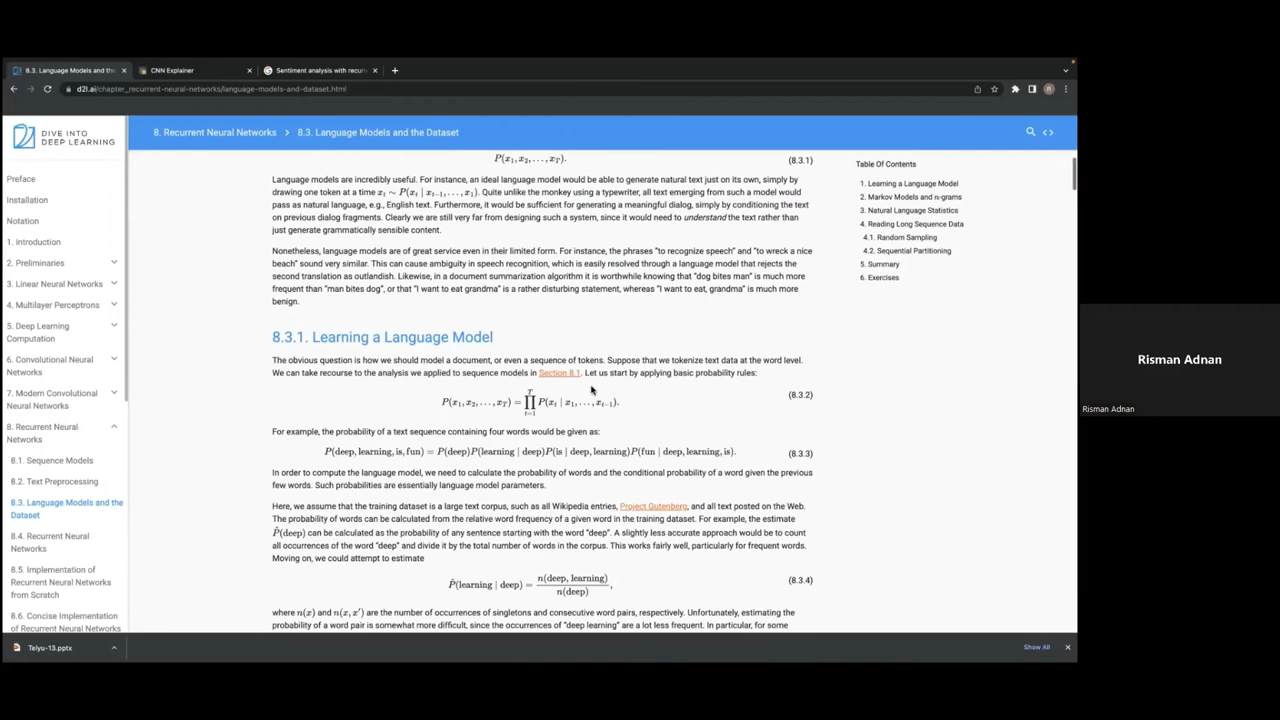 8.3. Language Models and the
CNN Explainer
Sentiment analysis with recurr
d2l.ai/chapter_recurrent-neural-networks/language-models-and-dataset.html
R
DIVE INTO
DEEP LEARNING
8. Recurrent Neural Networks > 8.3. Language Models and the Dataset
Preface
Installation
Notation
1. Introduction
2. Preliminaries
3. Linear Neural Networks
4. Multilayer Perceptrons
5. Deep Learning
Computation
6. Convolutional Neural
Networks
7. Modern Convolutional
Neural Networks
8. Recurrent Neural
Networks
8.1. Sequence Models
8.2. Text Preprocessing
8.3. Language Models and the
Dataset
8.4. Recurrent Neural
Networks
8.5. Implementation of
Recurrent Neural Networks
from Scratch
8.6. Concise Implementation
of Recurrent Neural Networks
P(x₁, x₂, …, x_T). (8.3.1)
Language models are incredibly useful. For instance, an ideal language model would be able to generate natural text just on its own, simply by
drawing one token at a time x_t ∼ P(x_t | x_{t−1}, …, x₁). Quite unlike the monkey using a typewriter, all text emerging from such a model would
pass as natural language, e.g., English text. Furthermore, it would be sufficient for generating a meaningful dialog, simply by conditioning the text
on previous dialog fragments. Clearly we are still very far from designing such a system, since it would need to understand the text rather than
just generate grammatically sensible content.
Nonetheless, language models are of great service even in their limited form. For instance, the phrases "to recognize speech" and "to wreck a nice
beach" sound very similar. This can cause ambiguity in speech recognition, which is easily resolved through a language model that rejects the
second translation as outlandish. Likewise, in a document summarization algorithm it is worthwhile knowing that "dog bites man" is much more
frequent than "man bites dog", or that "I want to eat grandma" is a rather disturbing statement, whereas "I want to eat, grandma" is much more
benign.
8.3.1. Learning a Language Model
The obvious question is how we should model a document, or even a sequence of tokens. Suppose that we tokenize text data at the word level.
We can take recourse to the analysis we applied to sequence models in Section 8.1. Let us start by applying basic probability rules:
P(x₁, x₂, …, x_T) = ∏_{t=1}^{T} P(x_t | x₁, …, x_{t−1}). (8.3.2)
For example, the probability of a text sequence containing four words would be given as:
P(deep, learning, is, fun) = P(deep)P(learning | deep)P(is | deep, learning)P(fun | deep, learning, is). (8.3.3)
In order to compute the language model, we need to calculate the probability of words and the conditional probability of a word given the previous
few words. Such probabilities are essentially language model parameters.
Here, we assume that the training dataset is a large text corpus, such as all Wikipedia entries, Project Gutenberg, and all text posted on the Web.
The probability of words can be calculated from the relative word frequency of a given word in the training dataset. For example, the estimate
P̂(deep) can be calculated as the probability of any sentence starting with the word "deep". A slightly less accurate approach would be to count
all occurrences of the word "deep" and divide it by the total number of words in the corpus. This works fairly well, particularly for frequent words.
Moving on, we could attempt to estimate
P̂(learning | deep) = n(deep, learning) / n(deep), (8.3.4)
where n(x) and n(x, x′) are the number of occurrences of singletons and consecutive word pairs, respectively. Unfortunately, estimating the
probability of a word pair is somewhat more difficult, since the occurrences of "deep learning" are a lot less frequent. In particular, for some
Table Of Contents
1. Learning a Language Model
2. Markov Models and n-grams
3. Natural Language Statistics
4. Reading Long Sequence Data
4.1. Random Sampling
4.2. Sequential Partitioning
5. Summary
6. Exercises
Telyu-13.pptx
Show All
Risman Adnan
Risman Adnan